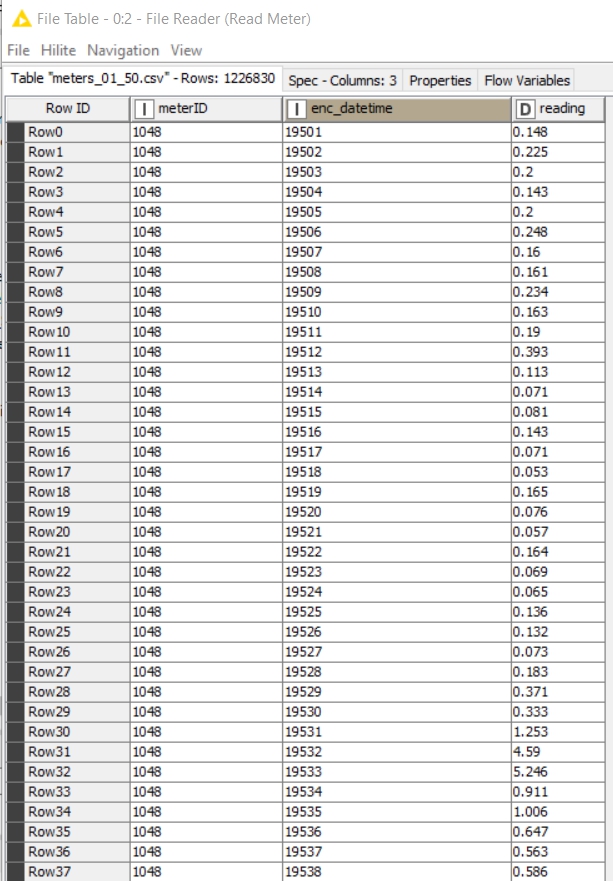 File Table - 0:2 - File Reader (Read Meter)
File Hilite Navigation View
Table "meters_01_50.csv" - Rows: 1226830 Spec - Columns: 3 Properties Flow Variables
Row ID I meterID I enc_datetime D reading
Row0 1048 19501 0.148
Row1 1048 19502 0.225
Row2 1048 19503 0.2
Row3 1048 19504 0.143
Row4 1048 19505 0.2
Row5 1048 19506 0.248
Row6 1048 19507 0.16
Row7 1048 19508 0.161
Row8 1048 19509 0.234
Row9 1048 19510 0.163
Row10 1048 19511 0.19
Row11 1048 19512 0.393
Row12 1048 19513 0.113
Row13 1048 19514 0.071
Row14 1048 19515 0.081
Row15 1048 19516 0.143
Row16 1048 19517 0.071
Row17 1048 19518 0.053
Row18 1048 19519 0.165
Row19 1048 19520 0.076
Row20 1048 19521 0.057
Row21 1048 19522 0.164
Row22 1048 19523 0.069
Row23 1048 19524 0.065
Row24 1048 19525 0.136
Row25 1048 19526 0.132
Row26 1048 19527 0.073
Row27 1048 19528 0.183
Row28 1048 19529 0.371
Row29 1048 19530 0.333
Row30 1048 19531 1.253
Row31 1048 19532 4.59
Row32 1048 19533 5.246
Row33 1048 19534 0.911
Row34 1048 19535 1.006
Row35 1048 19536 0.647
Row36 1048 19537 0.563
Row37 1048 19538 0.586